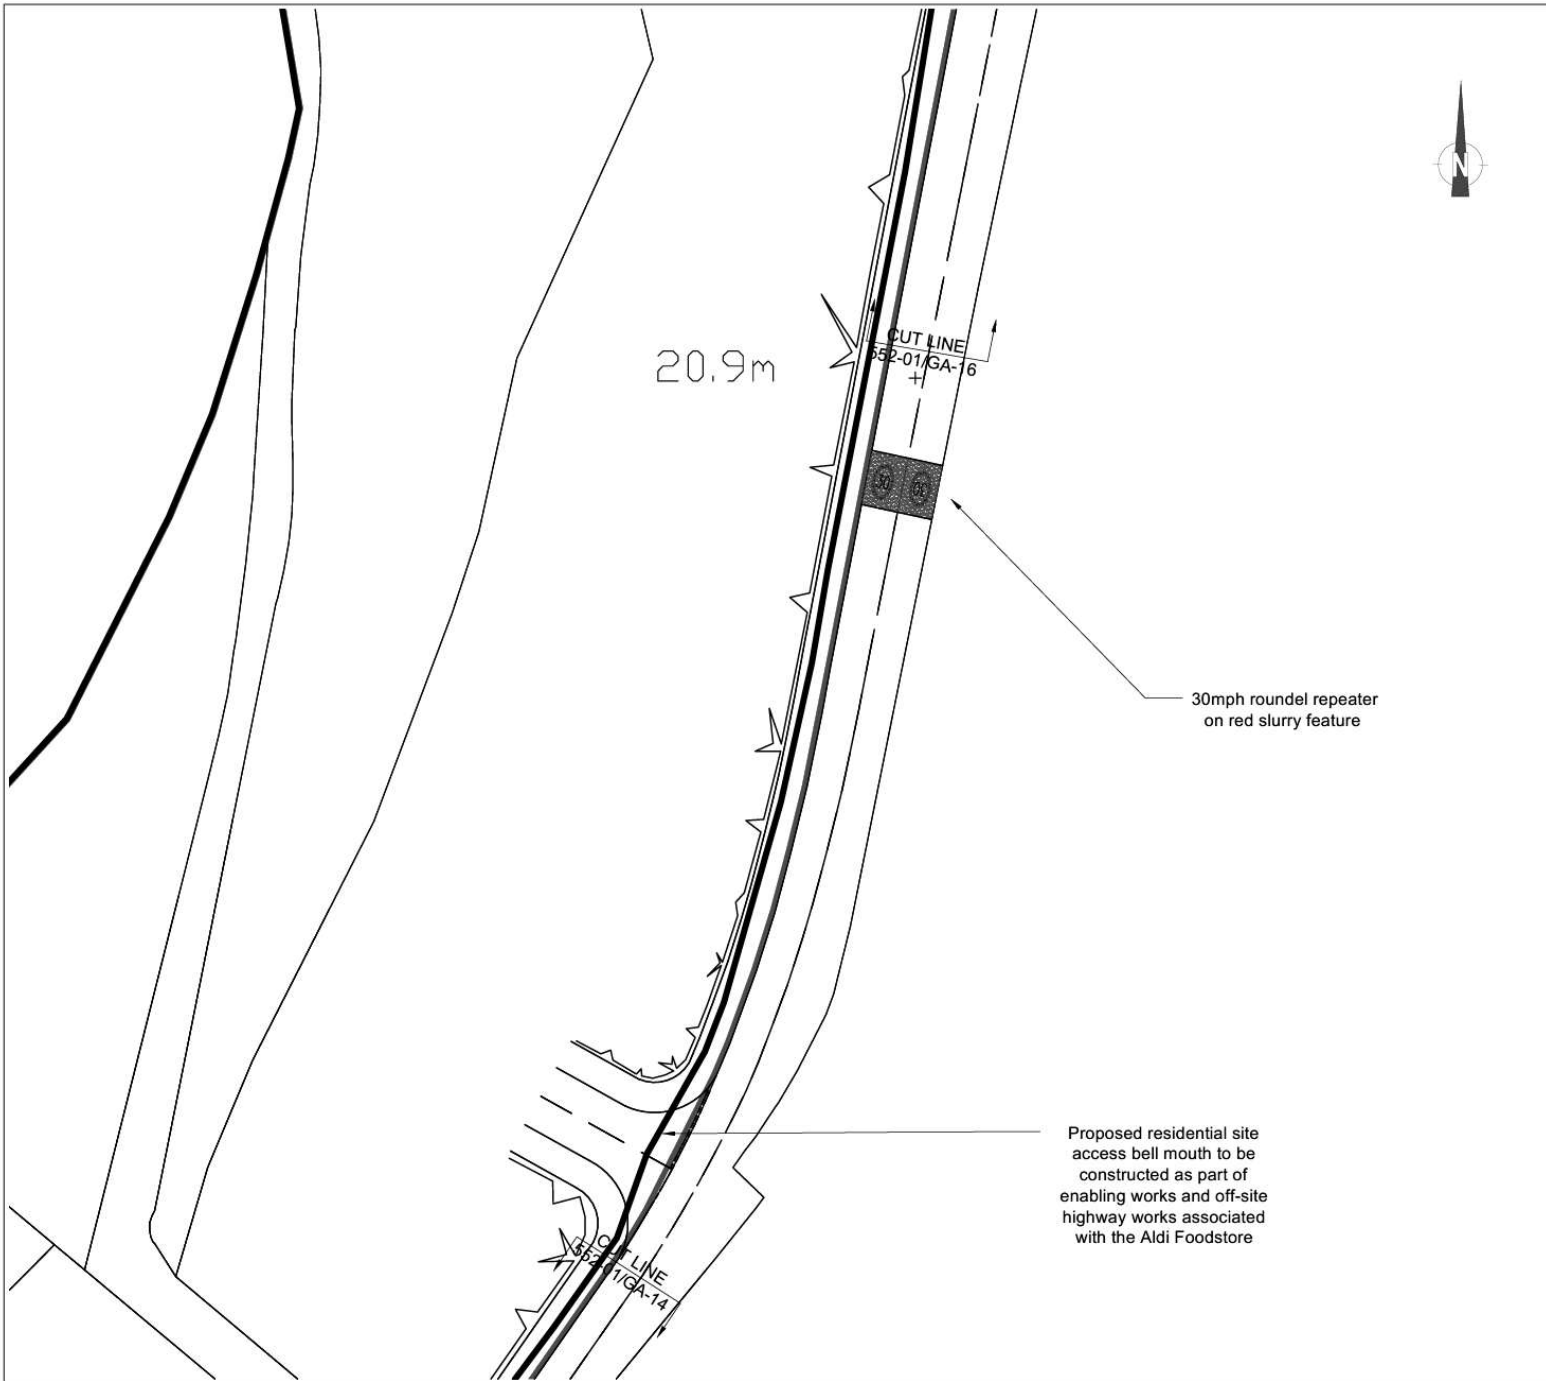 N
CUT LINE
552-01/GA-16
20.9m
30
30
30mph roundel repeater
on red slurry feature
Proposed residential site
access bell mouth to be
constructed as part of
enabling works and off-site
highway works associated
with the Aldi Foodstore
CUT LINE
552-01/GA-14